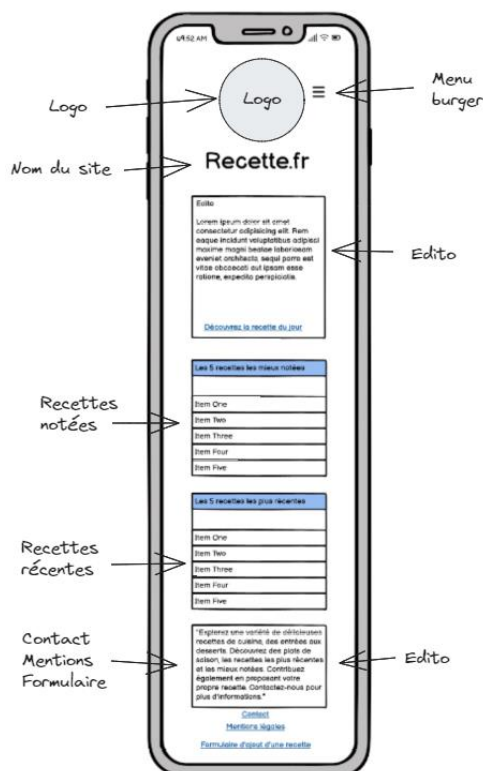 9:52 AM
Logo
Logo
Menu
burger
Nom du site
Recette.fr
Edito
Lorem ipsum dolor sit amet
consectetur adipisicing elit. Rem
eaque incidunt voluptatibus adipisci
maxime magni beatae laboriosam
eveniet architecto, sequi porro est
vitae obcaecati aut ipsam esse
ratione, expedita perspiciatis.
Edito
Découvrez la recette du jour
Les 5 recettes les mieux notées
Item One
Item Two
Item Three
Item Four
Item Five
Recettes
notées
Les 5 recettes les plus récentes
Item One
Item Two
Item Three
Item Four
Item Five
Recettes
récentes
Contact
Mentions
Formulaire
"Explorez une variété de délicieuses
recettes de cuisine, des entrées aux
desserts. Découvrez des plats de
saison, les recettes les plus récentes
et les mieux notées. Contribuez
également en proposant votre
propre recette. Contactez-nous pour
plus d'informations."
Edito
Contact
Mentions légales
Formulaire d'ajout d'une recette